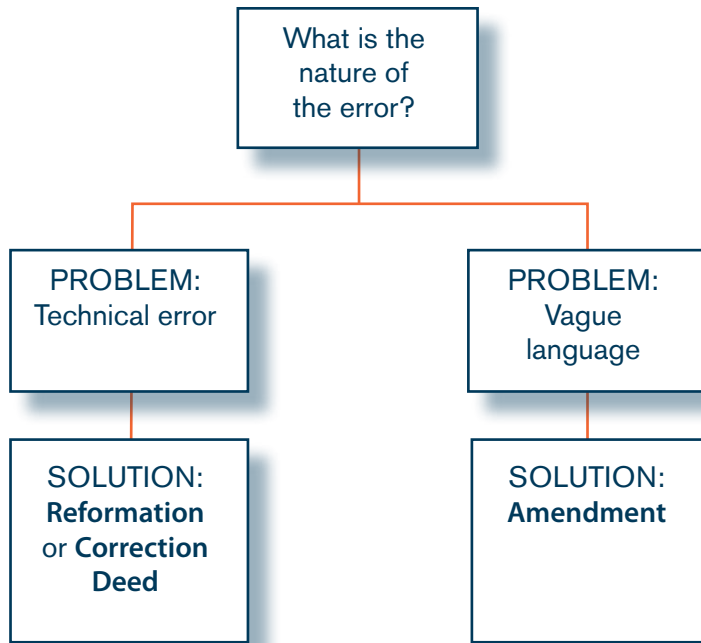 What is the
nature of
the error?
PROBLEM:
Technical error
PROBLEM:
Vague
language
SOLUTION:
Reformation
or Correction
Deed
SOLUTION:
Amendment